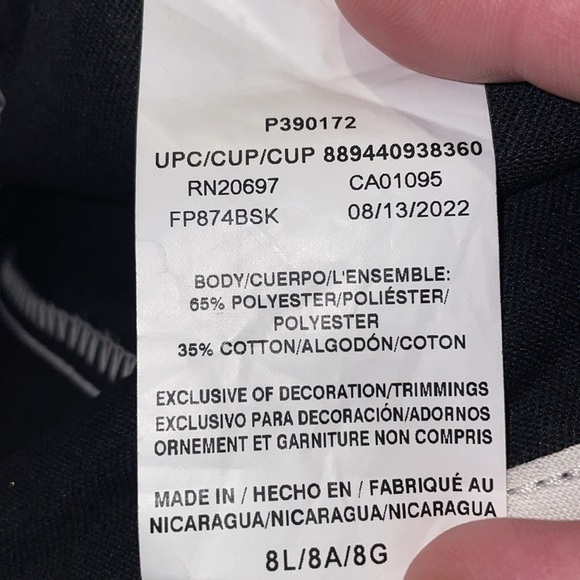 P390172
UPC/CUP/CUP 889440938360
RN20697 CA01095
FP874BSK 08/13/2022
BODY/CUERPO/L'ENSEMBLE:
65% POLYESTER/POLIÉSTER/
POLYESTER
35% COTTON/ALGODÓN/COTON
EXCLUSIVE OF DECORATION/TRIMMINGS
EXCLUSIVO PARA DECORACIÓN/ADORNOS
ORNEMENT ET GARNITURE NON COMPRIS
MADE IN / HECHO EN / FABRIQUÉ AU
NICARAGUA/NICARAGUA/NICARAGUA
8L/8A/8G